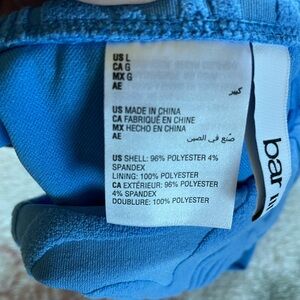 US L
CA G
MX G
AE كبير
US MADE IN CHINA
CA FABRIQUÉ EN CHINE
MX HECHO EN CHINA
AE صنع في الصين
US SHELL: 96% POLYESTER 4%
SPANDEX
LINING: 100% POLYESTER
CA EXTÉRIEUR: 96% POLYESTER
4% SPANDEX
DOUBLURE: 100% POLYESTER
bar